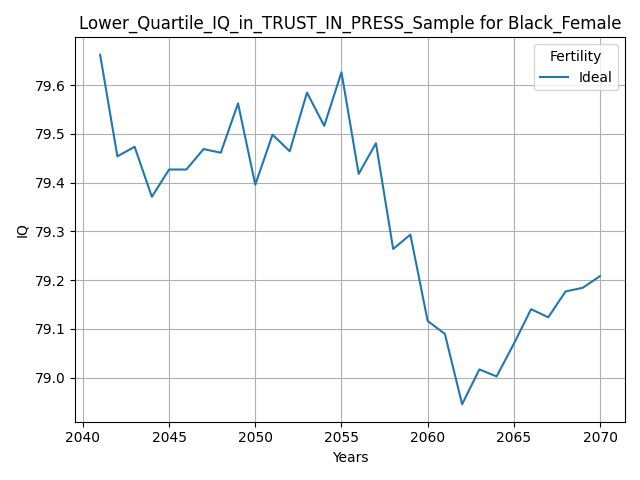 Lower_Quartile_IQ_in_TRUST_IN_PRESS_Sample for Black_Female
Fertility
Ideal
79.6
79.5
79.4
79.3
79.2
79.1
79.0
IQ
2040 2045 2050 2055 2060 2065 2070
Years